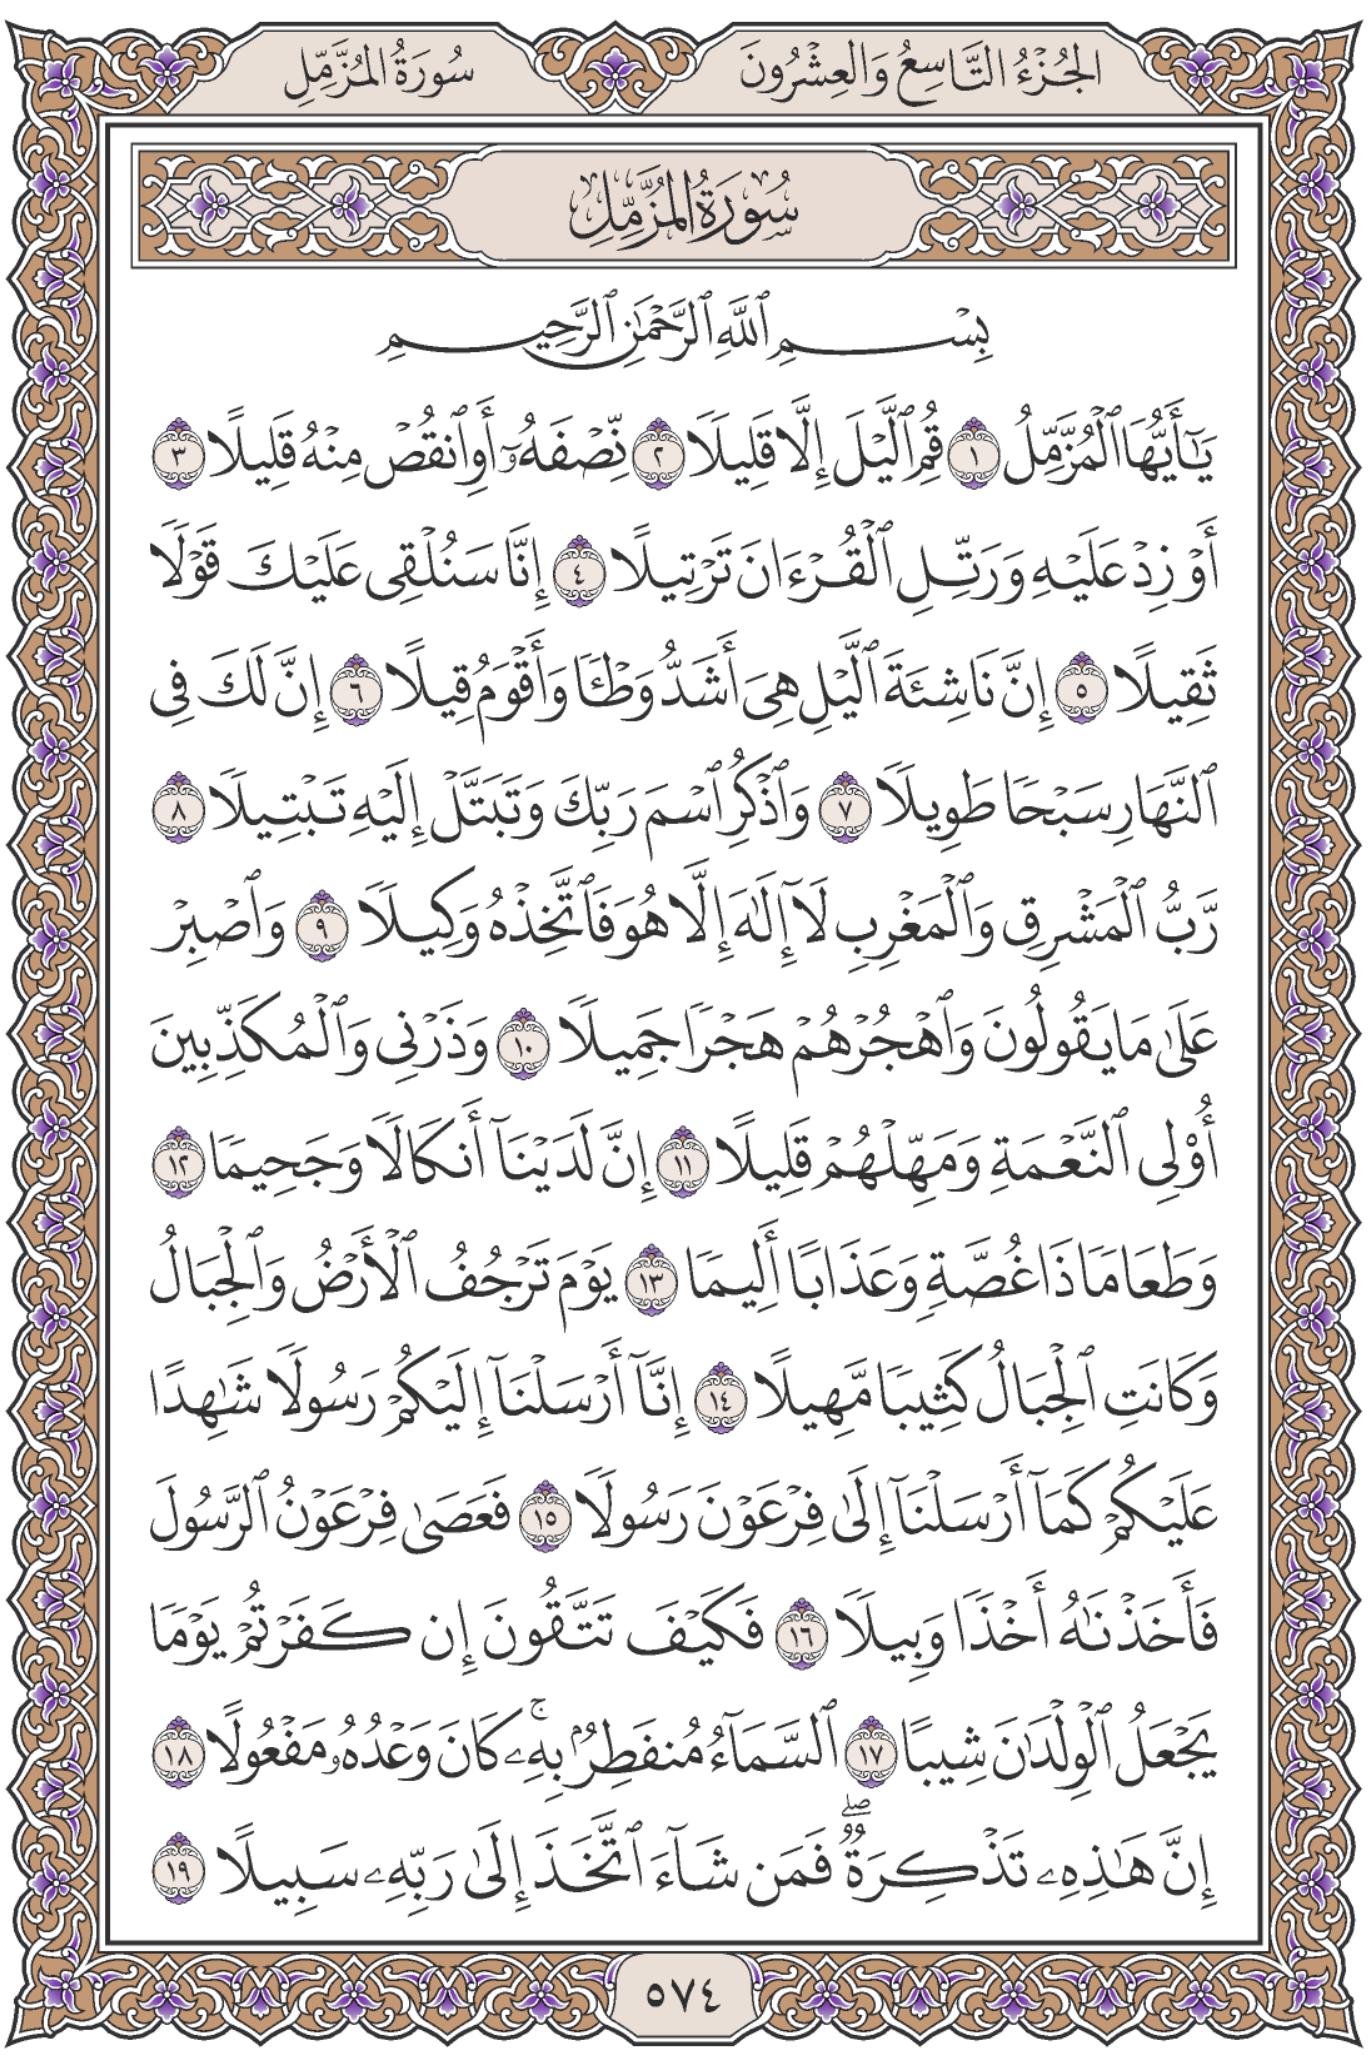 الجُزْءُ التَّاسِعُ وَالعِشْرُونَ
سُورَةُ المُزَّمِّلِ
سُورَةُ المُزَّمِّلِ
بِسْمِ ٱللَّهِ ٱلرَّحْمَٰنِ ٱلرَّحِيمِ
يَٰٓأَيُّهَا ٱلْمُزَّمِّلُ ١ قُمِ ٱلَّيْلَ إِلَّا قَلِيلًا ٢ نِّصْفَهُۥٓ أَوِ ٱنقُصْ مِنْهُ قَلِيلًا ٣
أَوْ زِدْ عَلَيْهِ وَرَتِّلِ ٱلْقُرْءَانَ تَرْتِيلًا ٤ إِنَّا سَنُلْقِى عَلَيْكَ قَوْلًا
ثَقِيلًا ٥ إِنَّ نَاشِئَةَ ٱلَّيْلِ هِىَ أَشَدُّ وَطْـًٔا وَأَقْوَمُ قِيلًا ٦ إِنَّ لَكَ فِى
ٱلنَّهَارِ سَبْحًا طَوِيلًا ٧ وَٱذْكُرِ ٱسْمَ رَبِّكَ وَتَبَتَّلْ إِلَيْهِ تَبْتِيلًا ٨
رَّبُّ ٱلْمَشْرِقِ وَٱلْمَغْرِبِ لَآ إِلَٰهَ إِلَّا هُوَ فَٱتَّخِذْهُ وَكِيلًا ٩ وَٱصْبِرْ
عَلَىٰ مَا يَقُولُونَ وَٱهْجُرْهُمْ هَجْرًا جَمِيلًا ١٠ وَذَرْنِى وَٱلْمُكَذِّبِينَ
أُو۟لِى ٱلنَّعْمَةِ وَمَهِّلْهُمْ قَلِيلًا ١١ إِنَّ لَدَيْنَآ أَنكَالًا وَجَحِيمًا ١٢
وَطَعَامًا ذَا غُصَّةٍ وَعَذَابًا أَلِيمًا ١٣ يَوْمَ تَرْجُفُ ٱلْأَرْضُ وَٱلْجِبَالُ
وَكَانَتِ ٱلْجِبَالُ كَثِيبًا مَّهِيلًا ١٤ إِنَّآ أَرْسَلْنَآ إِلَيْكُمْ رَسُولًا شَٰهِدًا
عَلَيْكُمْ كَمَآ أَرْسَلْنَآ إِلَىٰ فِرْعَوْنَ رَسُولًا ١٥ فَعَصَىٰ فِرْعَوْنُ ٱلرَّسُولَ
فَأَخَذْنَٰهُ أَخْذًا وَبِيلًا ١٦ فَكَيْفَ تَتَّقُونَ إِن كَفَرْتُمْ يَوْمًا
يَجْعَلُ ٱلْوِلْدَٰنَ شِيبًا ١٧ ٱلسَّمَآءُ مُنفَطِرٌۢ بِهِۦ ۚ كَانَ وَعْدُهُۥ مَفْعُولًا ١٨
إِنَّ هَٰذِهِۦ تَذْكِرَةٌ ۖ فَمَن شَآءَ ٱتَّخَذَ إِلَىٰ رَبِّهِۦ سَبِيلًا ١٩
٥٧٤